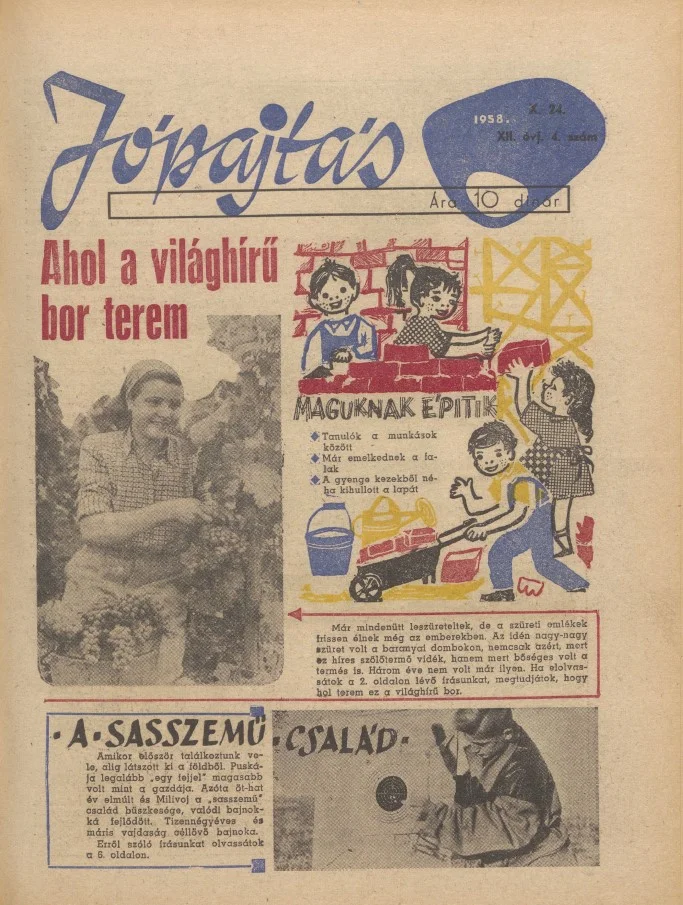 Jópajtás
1958. X. 24.
XII. évf. 4. szám
Ára 10 dinár
Ahol a világhírű
bor terem
MAGUKNAK ÉPITIK
Tanulók a munkások
között
Már emelkednek a fa-
lak
A gyenge kezekből né-
ha kihullott a lapát
Már mindenütt leszüreteltek, de a szüreti emlékek
frissen élnek még az emberekben. Az idén nagy-nagy
szüret volt a baranyai dombokon, nemcsak azért, mert
ez híres szőlőtermő vidék, hanem mert bőséges volt a
termés is. Három éve nem volt már ilyen. Ha elolvas-
sátok a 2. oldalon lévő írásunkat, megtudjátok, hogy
hol terem ez a világhírű bor.
· A · SASSZEMŰ · CSALÁD ·
Amikor először találkoztunk ve-
le, alig látszott ki a földből. Puská-
ja legalább „egy fejjel" magasabb
volt mint a gazdája. Azóta öt-hat
év elmúlt és Milivoj a „sasszemű"
család büszkesége, valódi bajnok-
ká fejlődött. Tizennégyéves és
máris vajdaság céllövő bajnoka.
Erről szóló írásunkat olvassátok
a 6. oldalon.